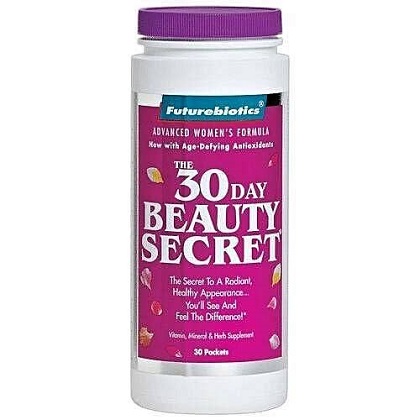 Futurebiotics®
ADVANCED WOMEN'S FORMULA
Now with Age-Defying Antioxidants
THE
30 DAY
BEAUTY
SECRET®
The Secret To A Radiant,
Healthy Appearance...
You'll See And
Feel The Difference!*
Vitamin, Mineral & Herb Supplement
30 Packets